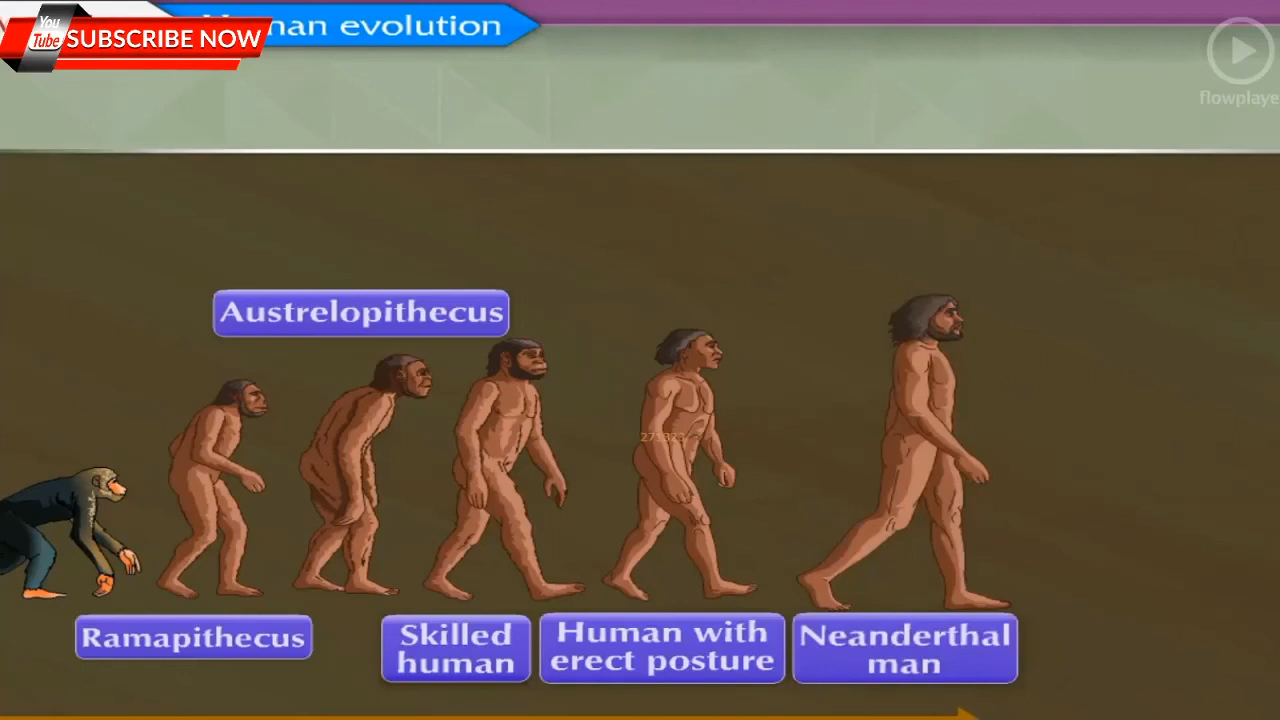 You
Tube
SUBSCRIBE NOW
man evolution
flowplaye
Austrelopithecus
Ramapithecus
Skilled
human
Human with
erect posture
Neanderthal
man